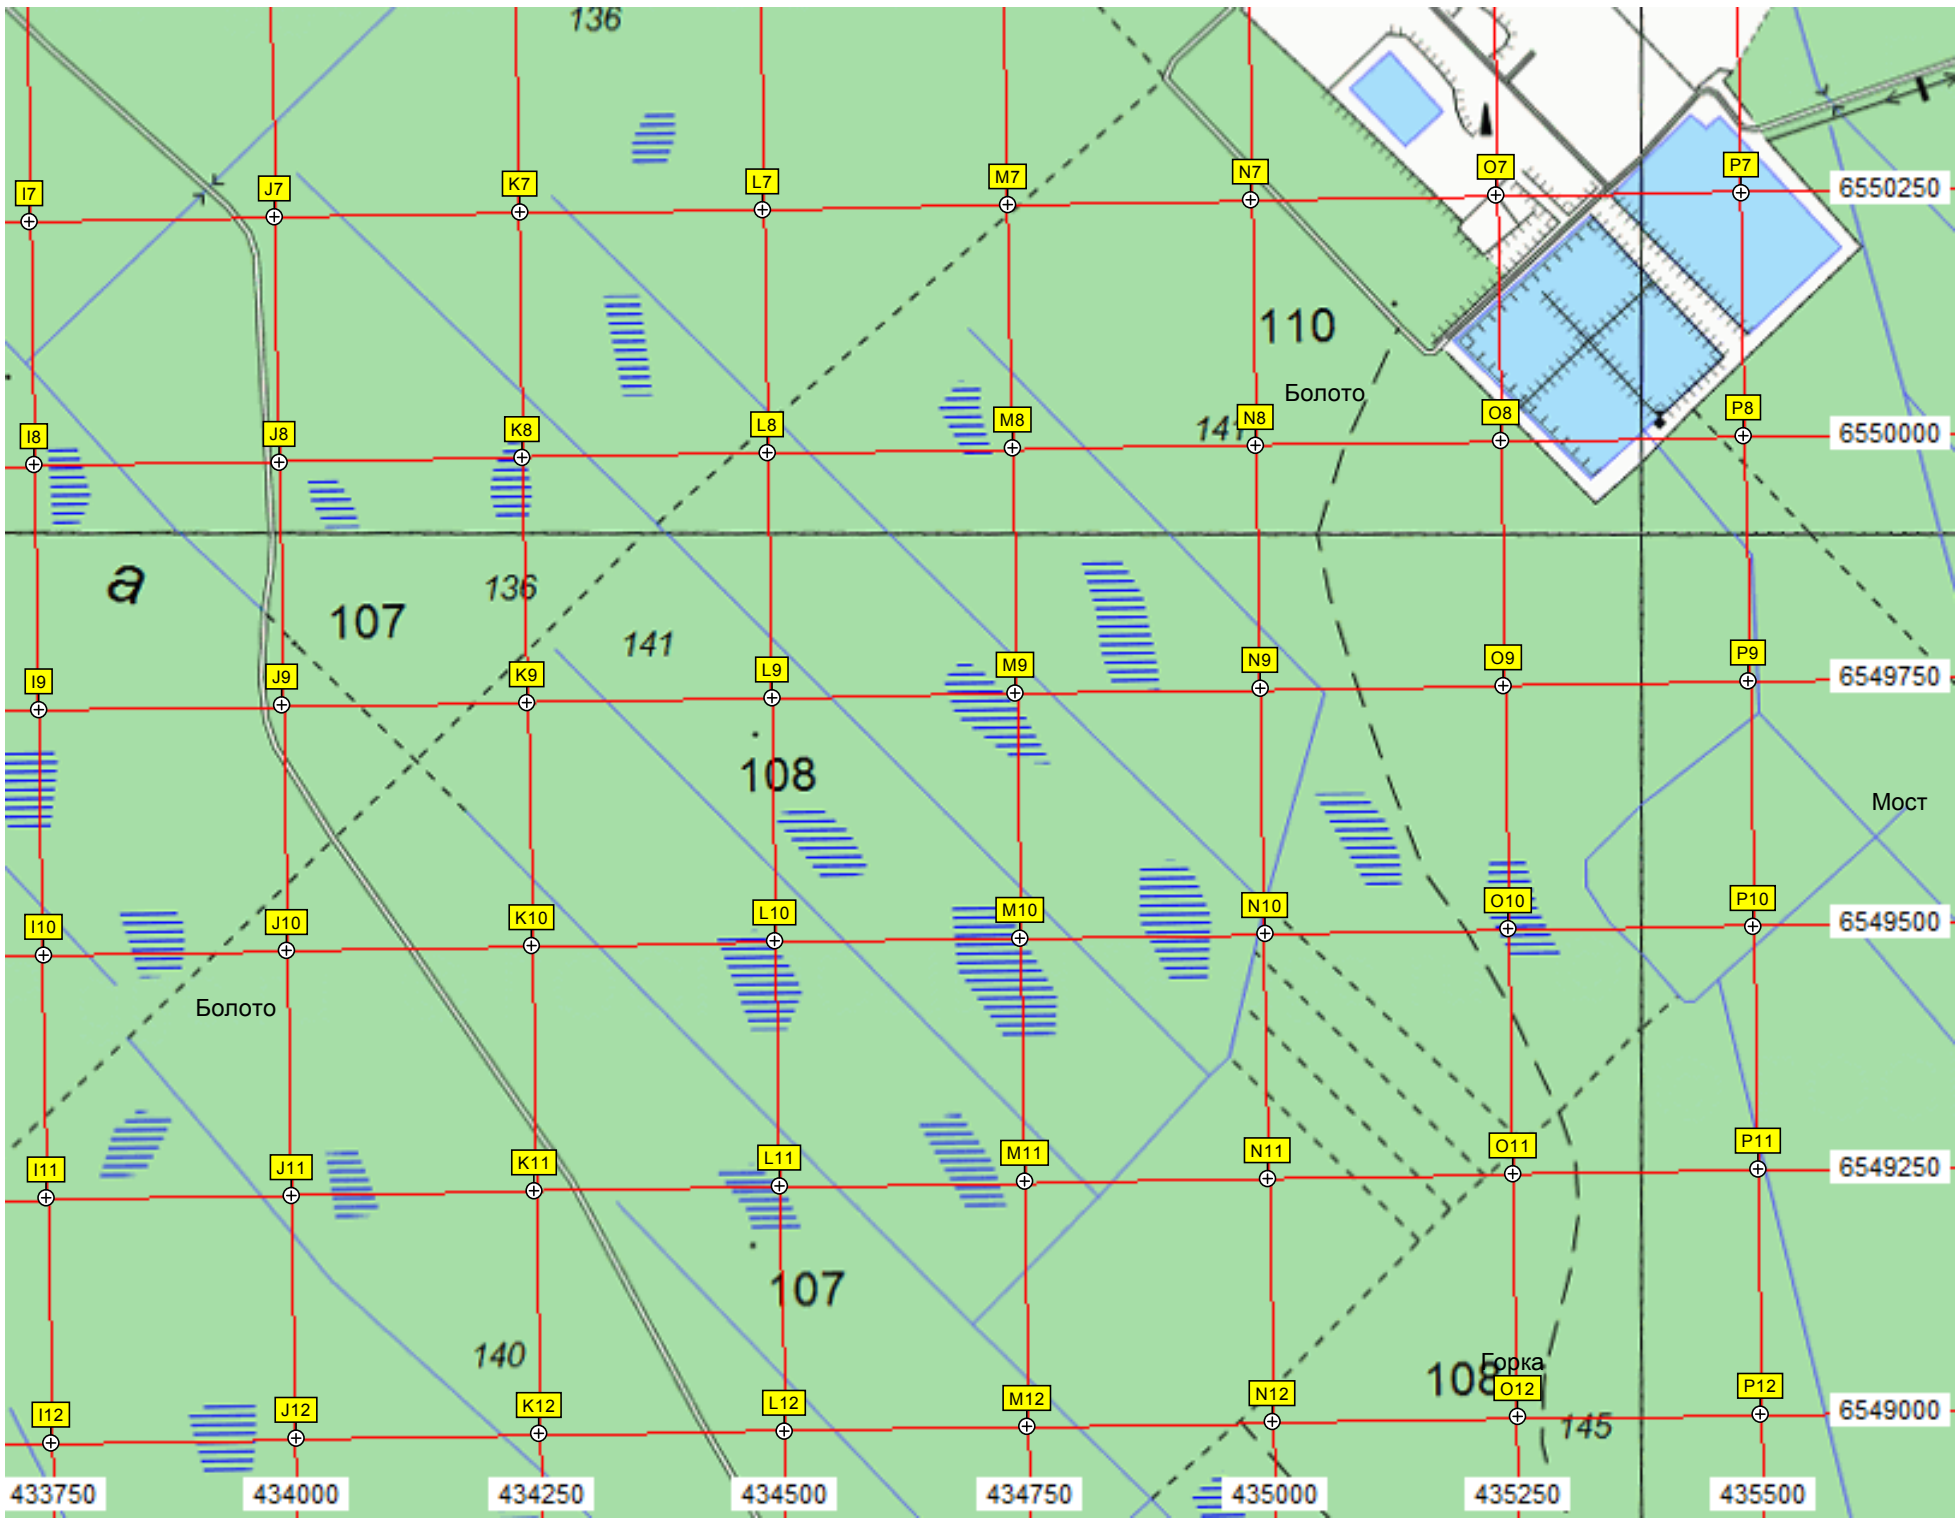 136
I7 J7 K7 L7 M7 N7 O7 P7 6550250
110
Болото
I8 J8 K8 L8 M8 141 N8 O8 P8 6550000
а 107 136 141
I9 J9 K9 L9 M9 N9 O9 P9 6549750
108
Мост
I10 J10 K10 L10 M10 N10 O10 P10 6549500
Болото
I11 J11 K11 L11 M11 N11 O11 P11 6549250
107
140 108 Горка
I12 J12 K12 L12 M12 N12 O12 P12 6549000
145
433750 434000 434250 434500 434750 435000 435250 435500